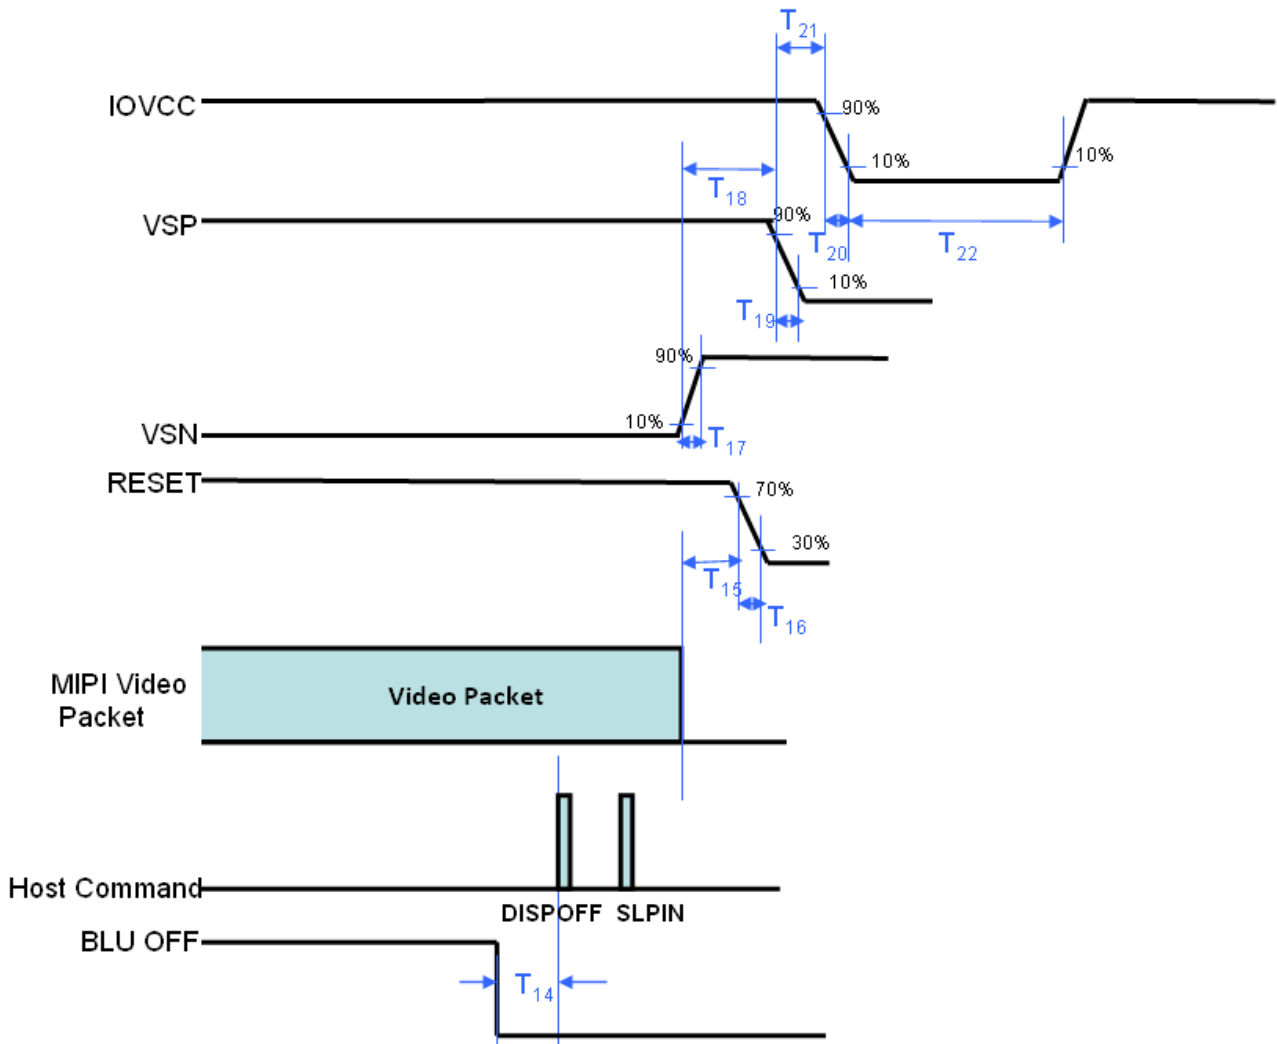 T21
IOVCC
90%
10%
10%
T18
VSP
90%
T20
T22
10%
T19
90%
10%
VSN
T17
RESET
70%
30%
T15
T16
MIPI Video
Packet
Video Packet
Host Command
DISPOFF SLPIN
BLU OFF
T14